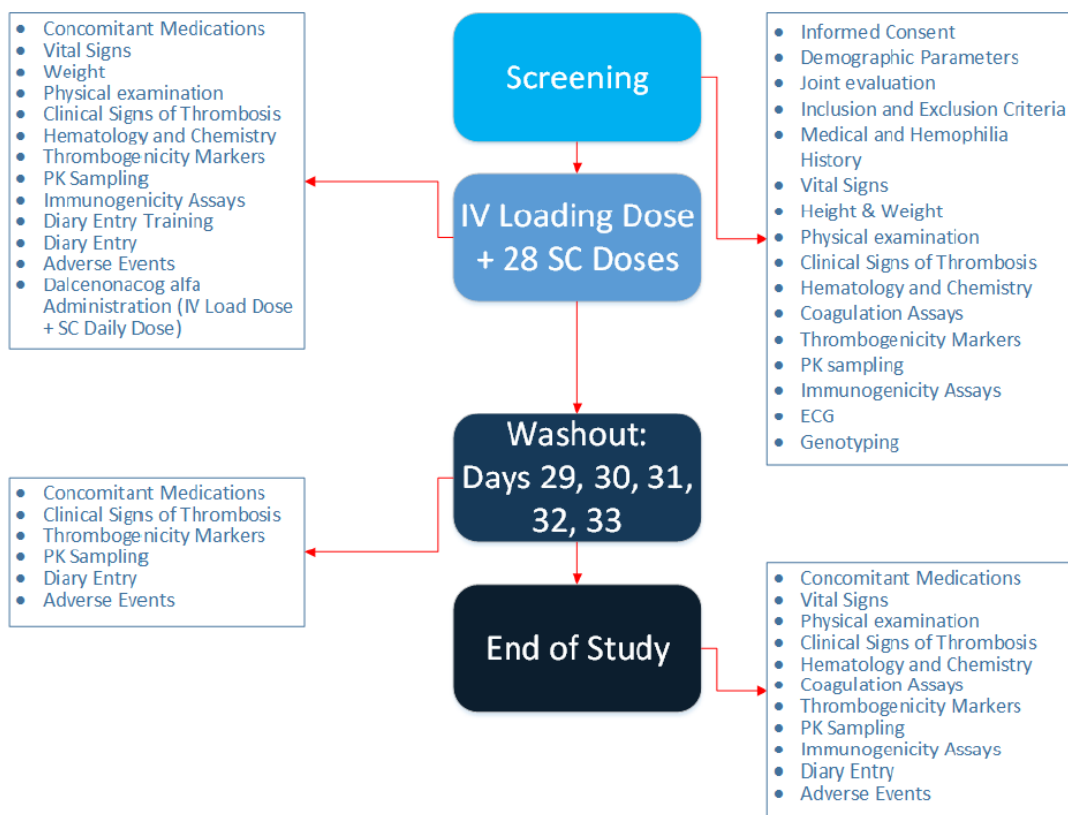 Screening
• Informed Consent
• Demographic Parameters
• Joint evaluation
• Inclusion and Exclusion Criteria
• Medical and Hemophilia
History
• Vital Signs
• Height & Weight
• Physical examination
• Clinical Signs of Thrombosis
• Hematology and Chemistry
• Coagulation Assays
• Thrombogenicity Markers
• PK sampling
• Immunogenicity Assays
• ECG
• Genotyping
IV Loading Dose
+ 28 SC Doses
• Concomitant Medications
• Vital Signs
• Weight
• Physical examination
• Clinical Signs of Thrombosis
• Hematology and Chemistry
• Thrombogenicity Markers
• PK Sampling
• Immunogenicity Assays
• Diary Entry Training
• Diary Entry
• Adverse Events
• Dalcenonacog alfa
Administration (IV Load Dose
+ SC Daily Dose)
Washout:
Days 29, 30, 31,
32, 33
• Concomitant Medications
• Clinical Signs of Thrombosis
• Thrombogenicity Markers
• PK Sampling
• Diary Entry
• Adverse Events
End of Study
• Concomitant Medications
• Vital Signs
• Physical examination
• Clinical Signs of Thrombosis
• Hematology and Chemistry
• Coagulation Assays
• Thrombogenicity Markers
• PK Sampling
• Immunogenicity Assays
• Diary Entry
• Adverse Events